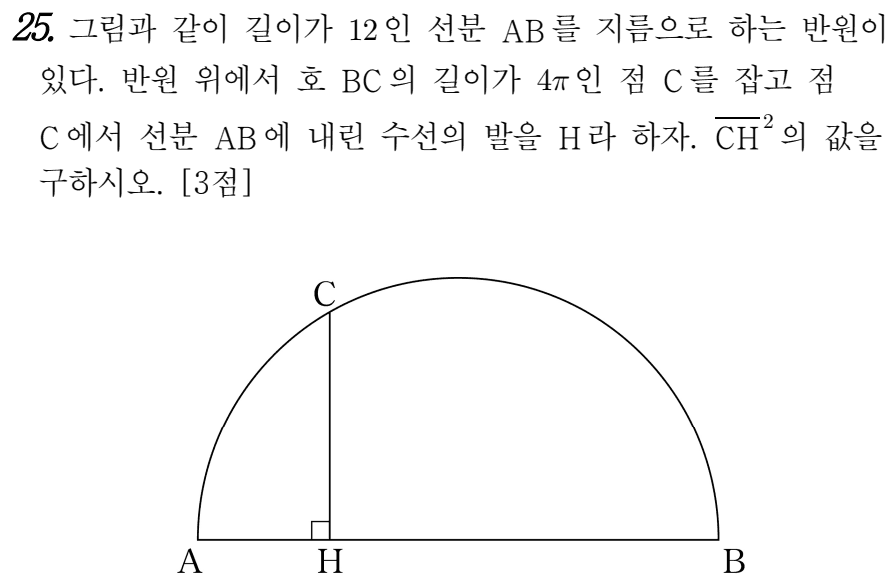 25. 그림과 같이 길이가 12인 선분 AB를 지름으로 하는 반원이
있다. 반원 위에서 호 BC의 길이가 4π인 점 C를 잡고 점
C에서 선분 AB에 내린 수선의 발을 H라 하자. C̅H̅²의 값을
구하시오. [3점]
C
A H B